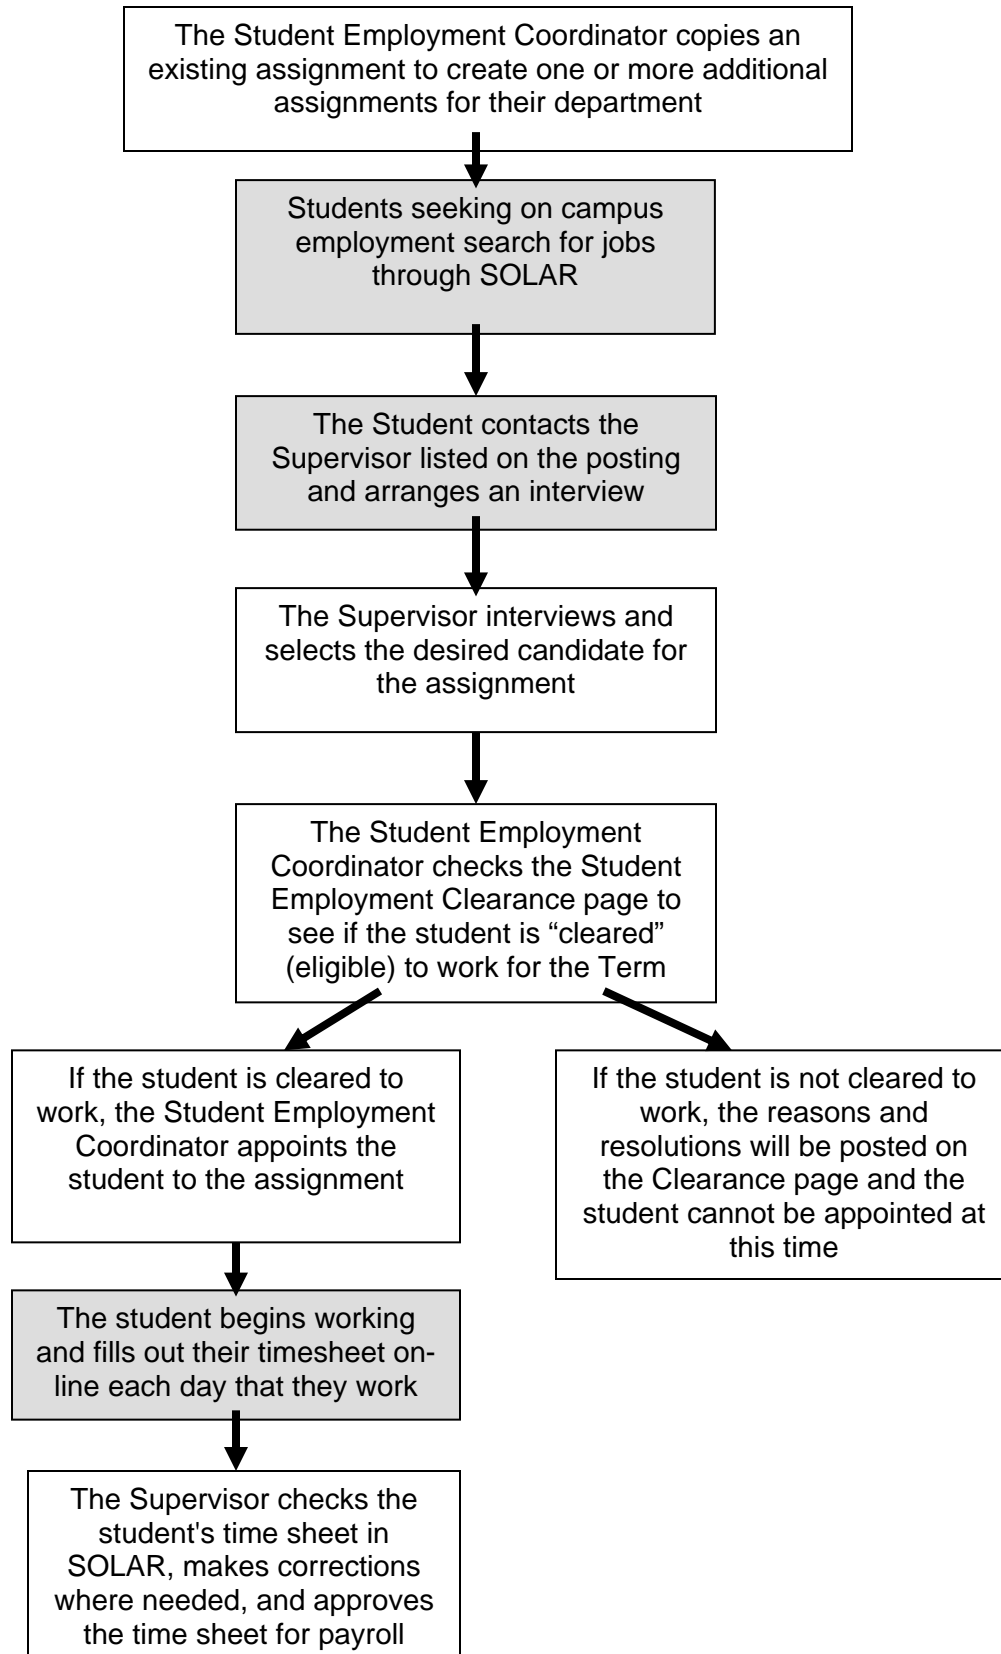 The Student Employment Coordinator copies an
existing assignment to create one or more additional
assignments for their department
Students seeking on campus
employment search for jobs
through SOLAR
The Student contacts the
Supervisor listed on the posting
and arranges an interview
The Supervisor interviews and
selects the desired candidate for
the assignment
The Student Employment
Coordinator checks the Student
Employment Clearance page to
see if the student is “cleared”
(eligible) to work for the Term
If the student is cleared to
work, the Student Employment
Coordinator appoints the
student to the assignment
If the student is not cleared to
work, the reasons and
resolutions will be posted on
the Clearance page and the
student cannot be appointed at
this time
The student begins working
and fills out their timesheet on-
line each day that they work
The Supervisor checks the
student's time sheet in
SOLAR, makes corrections
where needed, and approves
the time sheet for payroll